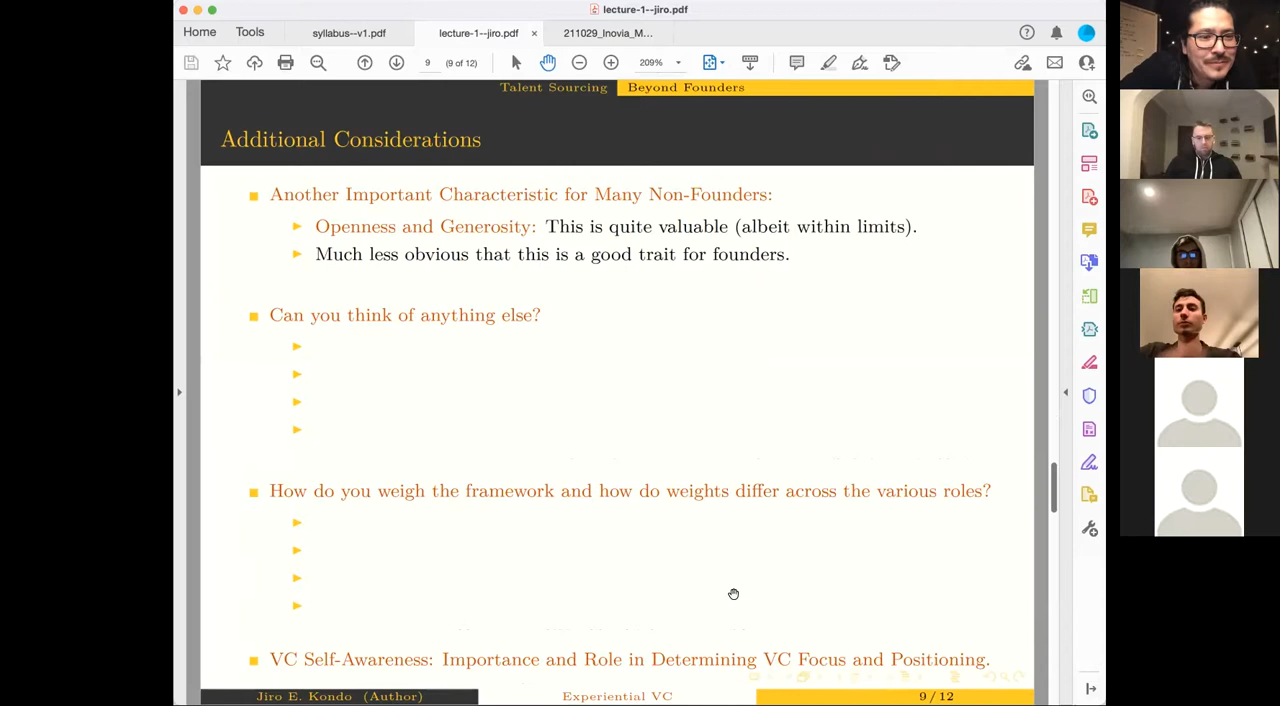 lecture-1--jiro.pdf
Home Tools syllabus--v1.pdf lecture-1--jiro.pdf × 211029_Inovia_M...
9 (9 of 12) 209%
Talent Sourcing Beyond Founders
Additional Considerations
Another Important Characteristic for Many Non-Founders:
Openness and Generosity: This is quite valuable (albeit within limits).
Much less obvious that this is a good trait for founders.
Can you think of anything else?
How do you weigh the framework and how do weights differ across the various roles?
VC Self-Awareness: Importance and Role in Determining VC Focus and Positioning.
Jiro E. Kondo (Author) Experiential VC 9 / 12